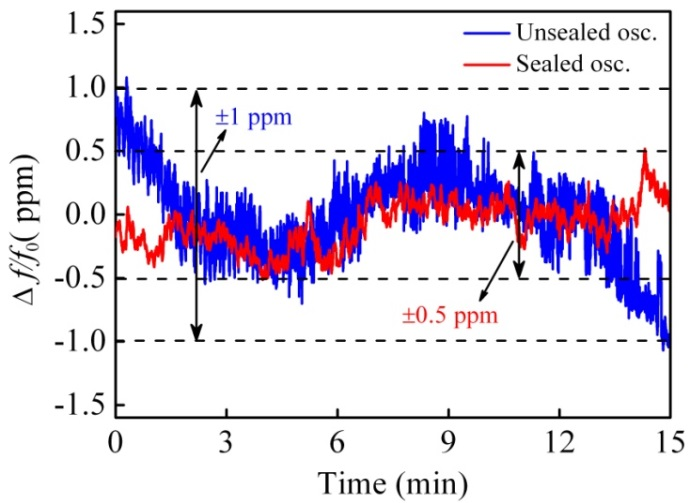 Δf/f₀( ppm)
1.5
1.0
0.5
0.0
-0.5
-1.0
-1.5
Unsealed osc.
Sealed osc.
±1 ppm
±0.5 ppm
0 3 6 9 12 15
Time (min)